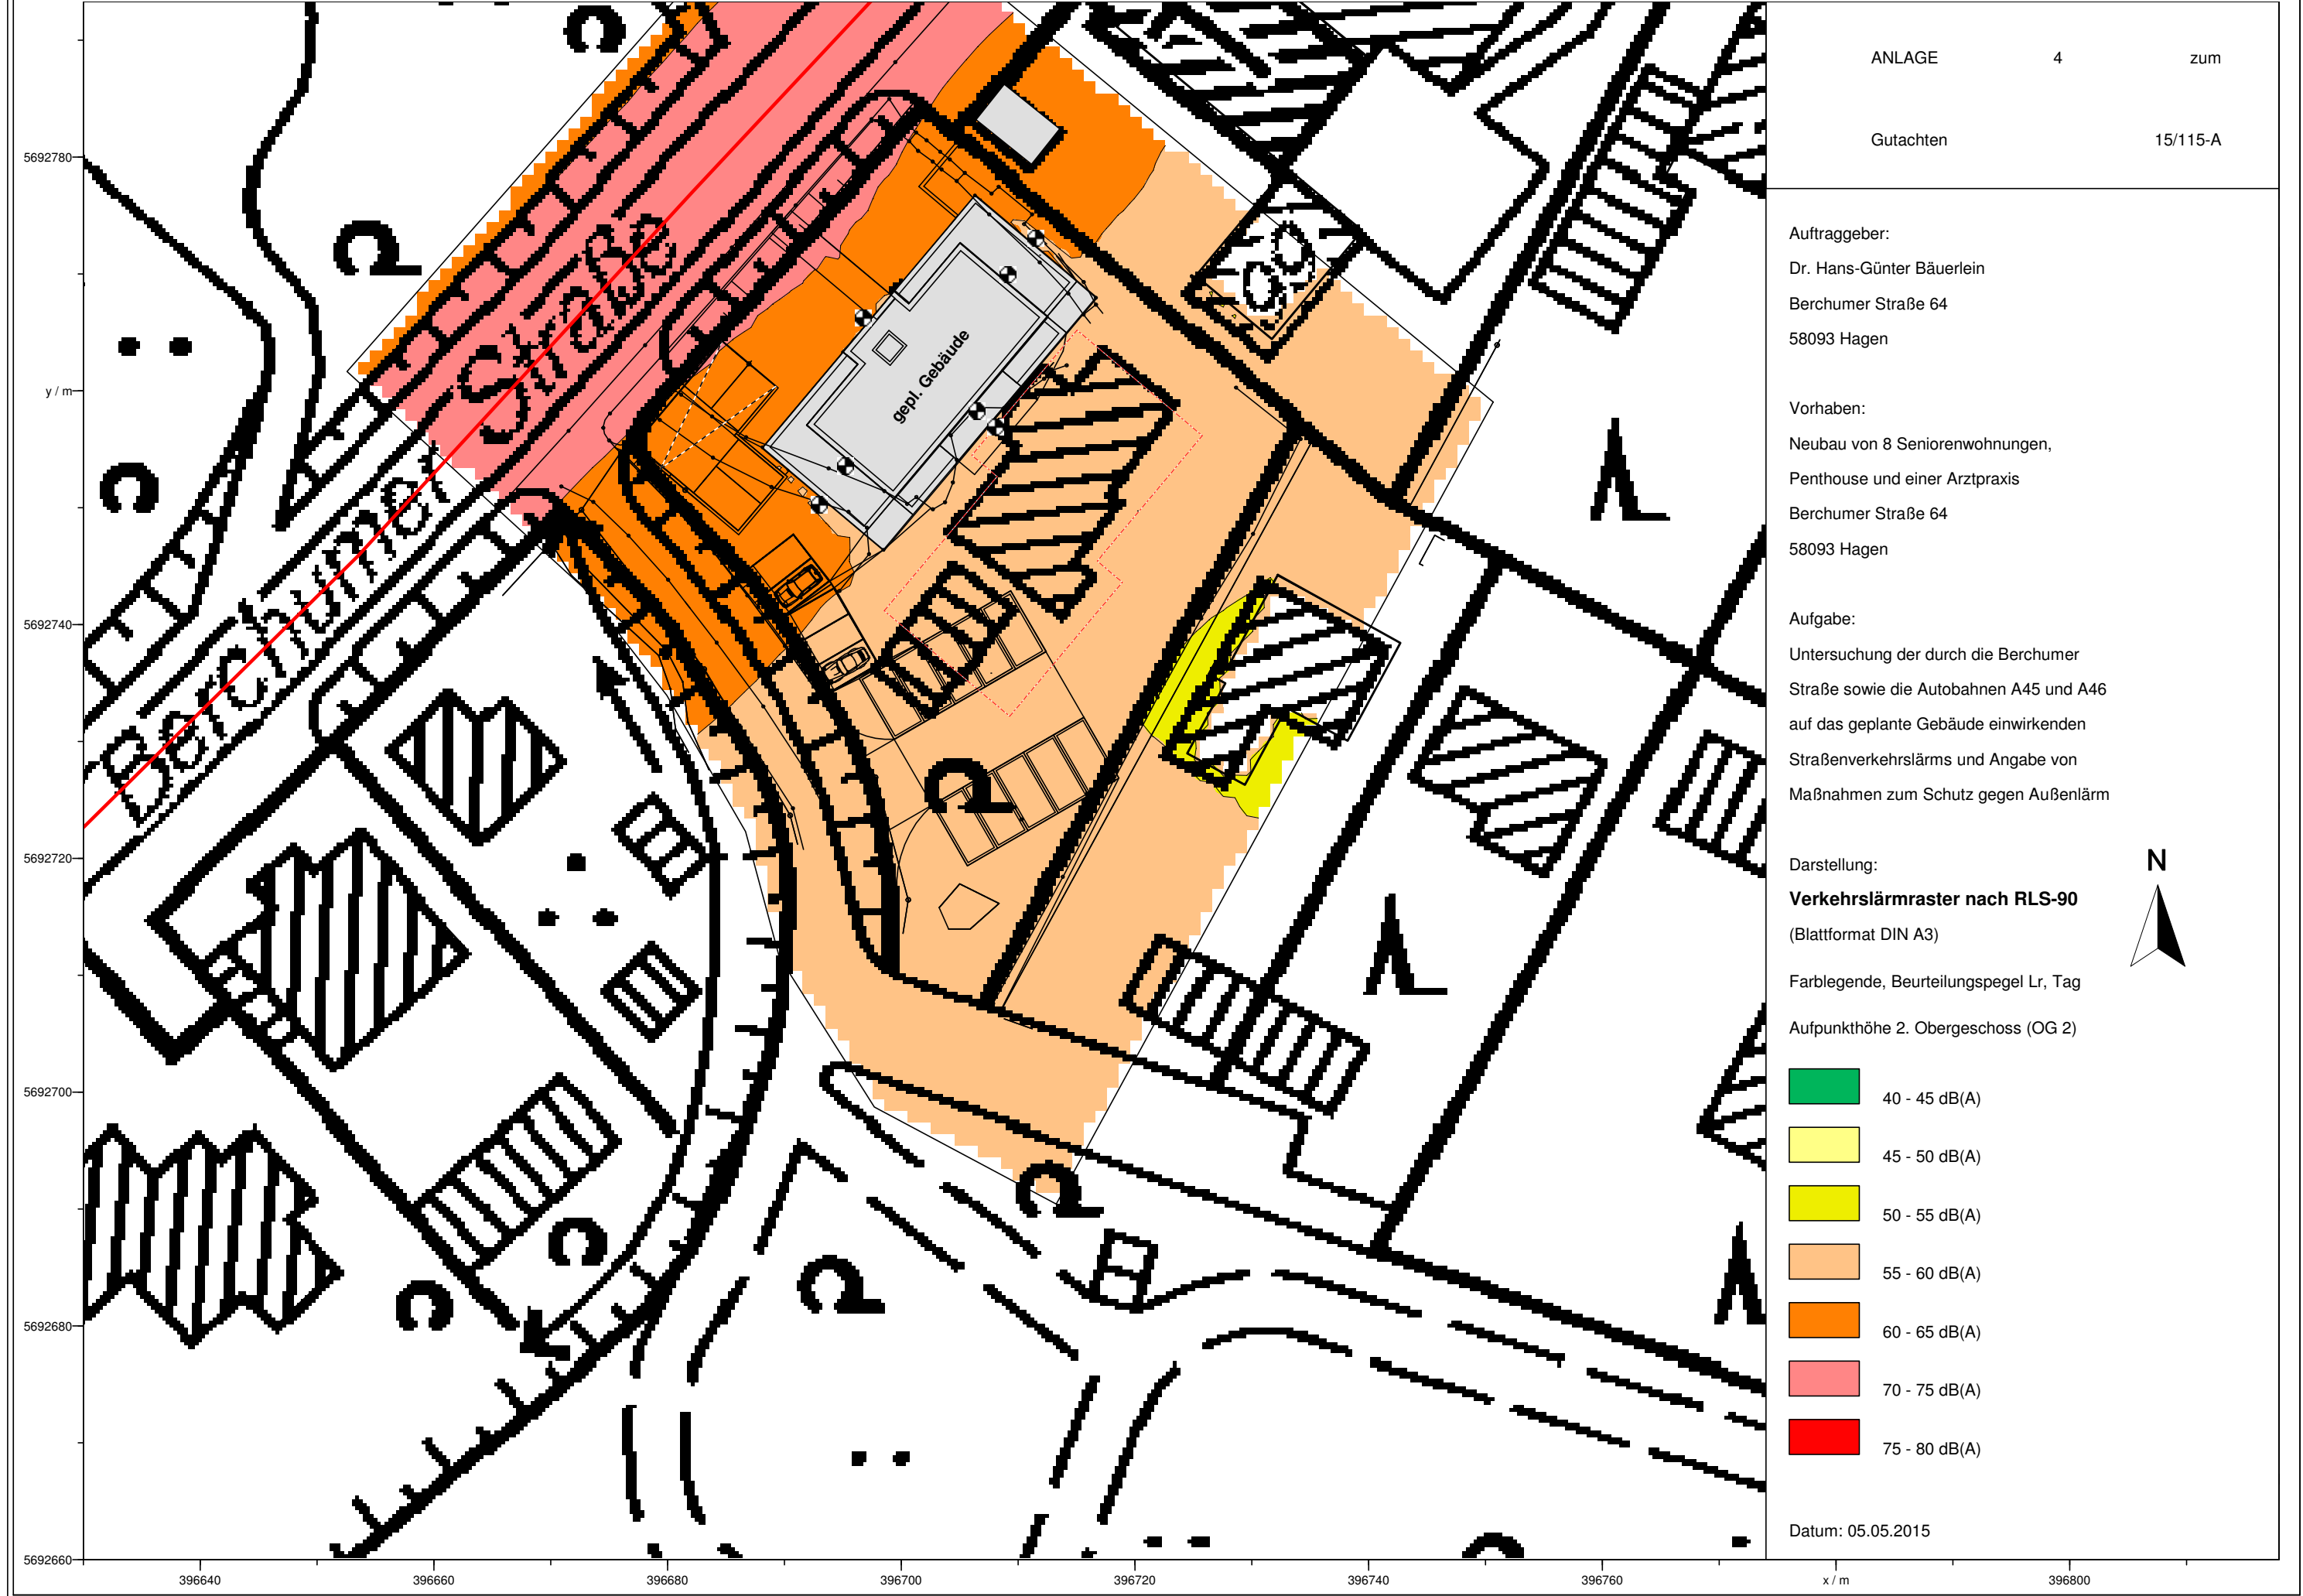 ANLAGE 4 zum
Gutachten 15/115-A
Auftraggeber:
Dr. Hans-Günter Bäuerlein
Berchumer Straße 64
58093 Hagen
Vorhaben:
Neubau von 8 Seniorenwohnungen,
Penthouse und einer Arztpraxis
Berchumer Straße 64
58093 Hagen
Aufgabe:
Untersuchung der durch die Berchumer
Straße sowie die Autobahnen A45 und A46
auf das geplante Gebäude einwirkenden
Straßenverkehrslärms und Angabe von
Maßnahmen zum Schutz gegen Außenlärm
Darstellung:
N
Verkehrslärmraster nach RLS-90
(Blattformat DIN A3)
Farblegende, Beurteilungspegel Lr, Tag
Aufpunkthöhe 2. Obergeschoss (OG 2)
40 - 45 dB(A)
45 - 50 dB(A)
50 - 55 dB(A)
55 - 60 dB(A)
60 - 65 dB(A)
70 - 75 dB(A)
75 - 80 dB(A)
Datum: 05.05.2015
Berchumer Straße
gepl. Gebäude
68
5692780
y / m
5692740
5692720
5692700
5692680
5692660
396640 396660 396680 396700 396720 396740 396760 x / m 396800